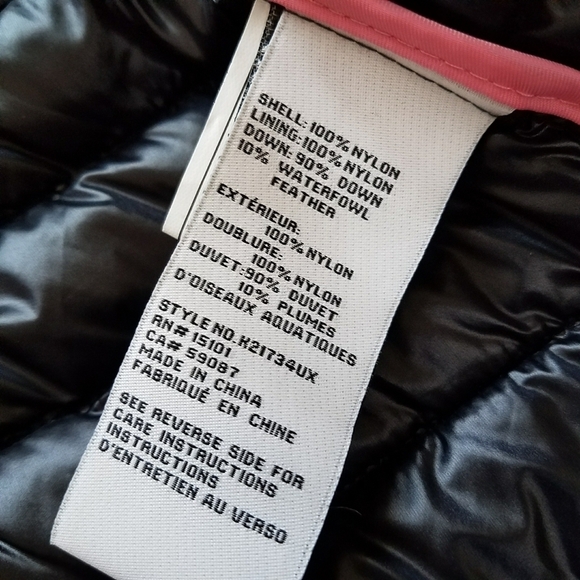 SHELL: 100% NYLON
LINING: 100% NYLON
DOWN: 90% DOWN
10% WATERFOWL
FEATHER
EXTÉRIEUR:
100% NYLON
DOUBLURE:
100% NYLON
DUVET: 90% DUVET
10% PLUMES
D'OISEAUX AQUATIQUES
STYLE NO. K21734UX
RN# 15101
CA# 59087
MADE IN CHINA
FABRIQUÉ EN CHINE
SEE REVERSE SIDE FOR
CARE INSTRUCTIONS
INSTRUCTIONS
D'ENTRETIEN AU VERSO